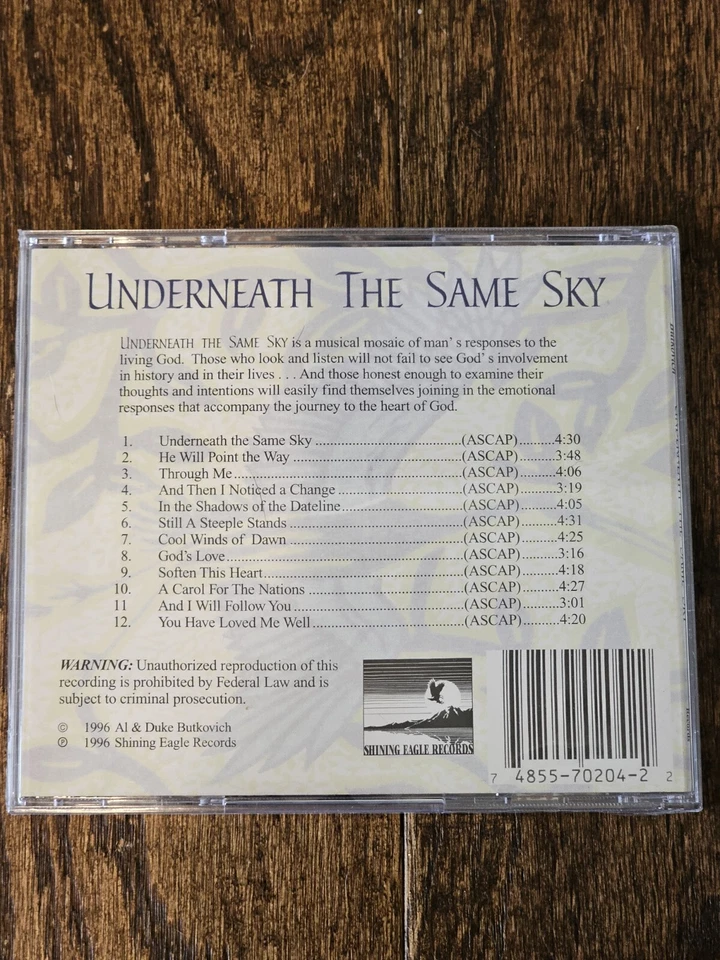 UNDERNEATH THE SAME SKY
UNDERNEATH THE SAME SKY is a musical mosaic of man's responses to the
living God. Those who look and listen will not fail to see God's involvement
in history and in their lives . . . And those honest enough to examine their
thoughts and intentions will easily find themselves joining in the emotional
responses that accompany the journey to the heart of God.
1. Underneath the Same Sky ........................................(ASCAP)..........4:30
2. He Will Point the Way ..............................................(ASCAP)..........3:48
3. Through Me..............................................................(ASCAP)..........4:06
4. And Then I Noticed a Change ..................................(ASCAP)..........3:19
5. In the Shadows of the Dateline.................................(ASCAP)..........4:05
6. Still A Steeple Stands ...............................................(ASCAP)..........4:31
7. Cool Winds of Dawn ...............................................(ASCAP)..........4:25
8. God's Love................................................................(ASCAP)..........3:16
9. Soften This Heart.......................................................(ASCAP)..........4:18
10. A Carol For The Nations ..........................................(ASCAP)..........4:27
11 And I Will Follow You ..............................................(ASCAP)..........3:01
12. You Have Loved Me Well.........................................(ASCAP)..........4:20
WARNING: Unauthorized reproduction of this
recording is prohibited by Federal Law and is
subject to criminal prosecution.
© 1996 Al & Duke Butkovich
℗ 1996 Shining Eagle Records
SHINING EAGLE RECORDS
7 4855-70204-2 2